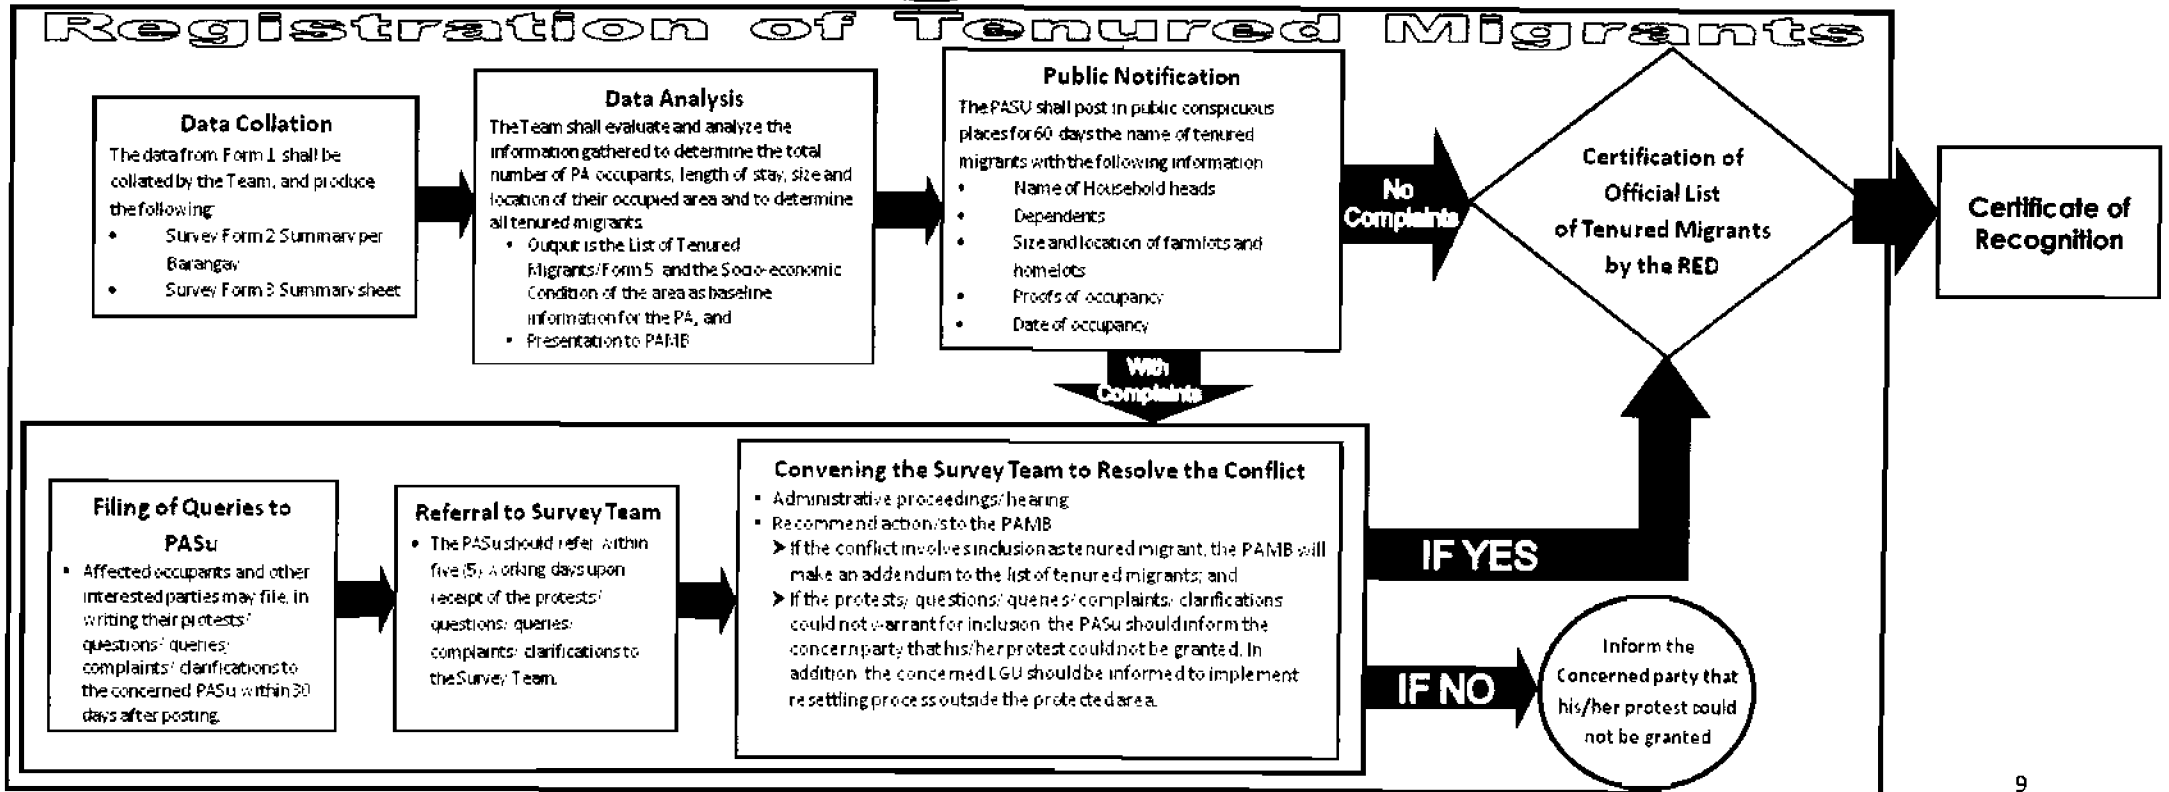 Registration of Tenured Migrants
Data Collation
The data from Form 1 shall be
collated by the Team, and produce
the following:
• Survey Form 2 Summary per
Barangay
• Survey Form 3 Summary sheet
Data Analysis
The Team shall evaluate and analyze the
information gathered to determine the total
number of PA occupants, length of stay, size and
location of their occupied area and to determine
all tenured migrants.
• Output is the List of Tenured
Migrants/Form 5 and the Socio-economic
Condition of the area as baseline
information for the PA, and
• Presentation to PAMB
Public Notification
The PASU shall post in public conspicuous
places for 60 days the name of tenured
migrants with the following information
• Name of Household heads
• Dependents
• Size and location of farmlots and
homelots
• Proofs of occupancy
• Date of occupancy
No
Complaints
Certification of
Official List
of Tenured Migrants
by the RED
Certificate of
Recognition
With
Complaints
Filing of Queries to
PASu
• Affected occupants and other
interested parties may file, in
writing their protests/
questions/ queries/
complaints/ clarifications to
the concerned PASu within 30
days after posting.
Referral to Survey Team
• The PASu should refer within
five (5) working days upon
receipt of the protests/
questions/ queries/
complaints/ clarifications to
the Survey Team.
Convening the Survey Team to Resolve the Conflict
• Administrative proceedings/hearing
• Recommend action/s to the PAMB
➤ If the conflict involves inclusion as tenured migrant, the PAMB will
make an addendum to the list of tenured migrants; and
➤ If the protests/ questions/ queries/complaints/ clarifications
could not warrant for inclusion, the PASu should inform the
concern party that his/her protest could not be granted. In
addition, the concerned LGU should be informed to implement
resettling process outside the protected area.
IF YES
IF NO
Inform the
Concerned party that
his/her protest could
not be granted
9